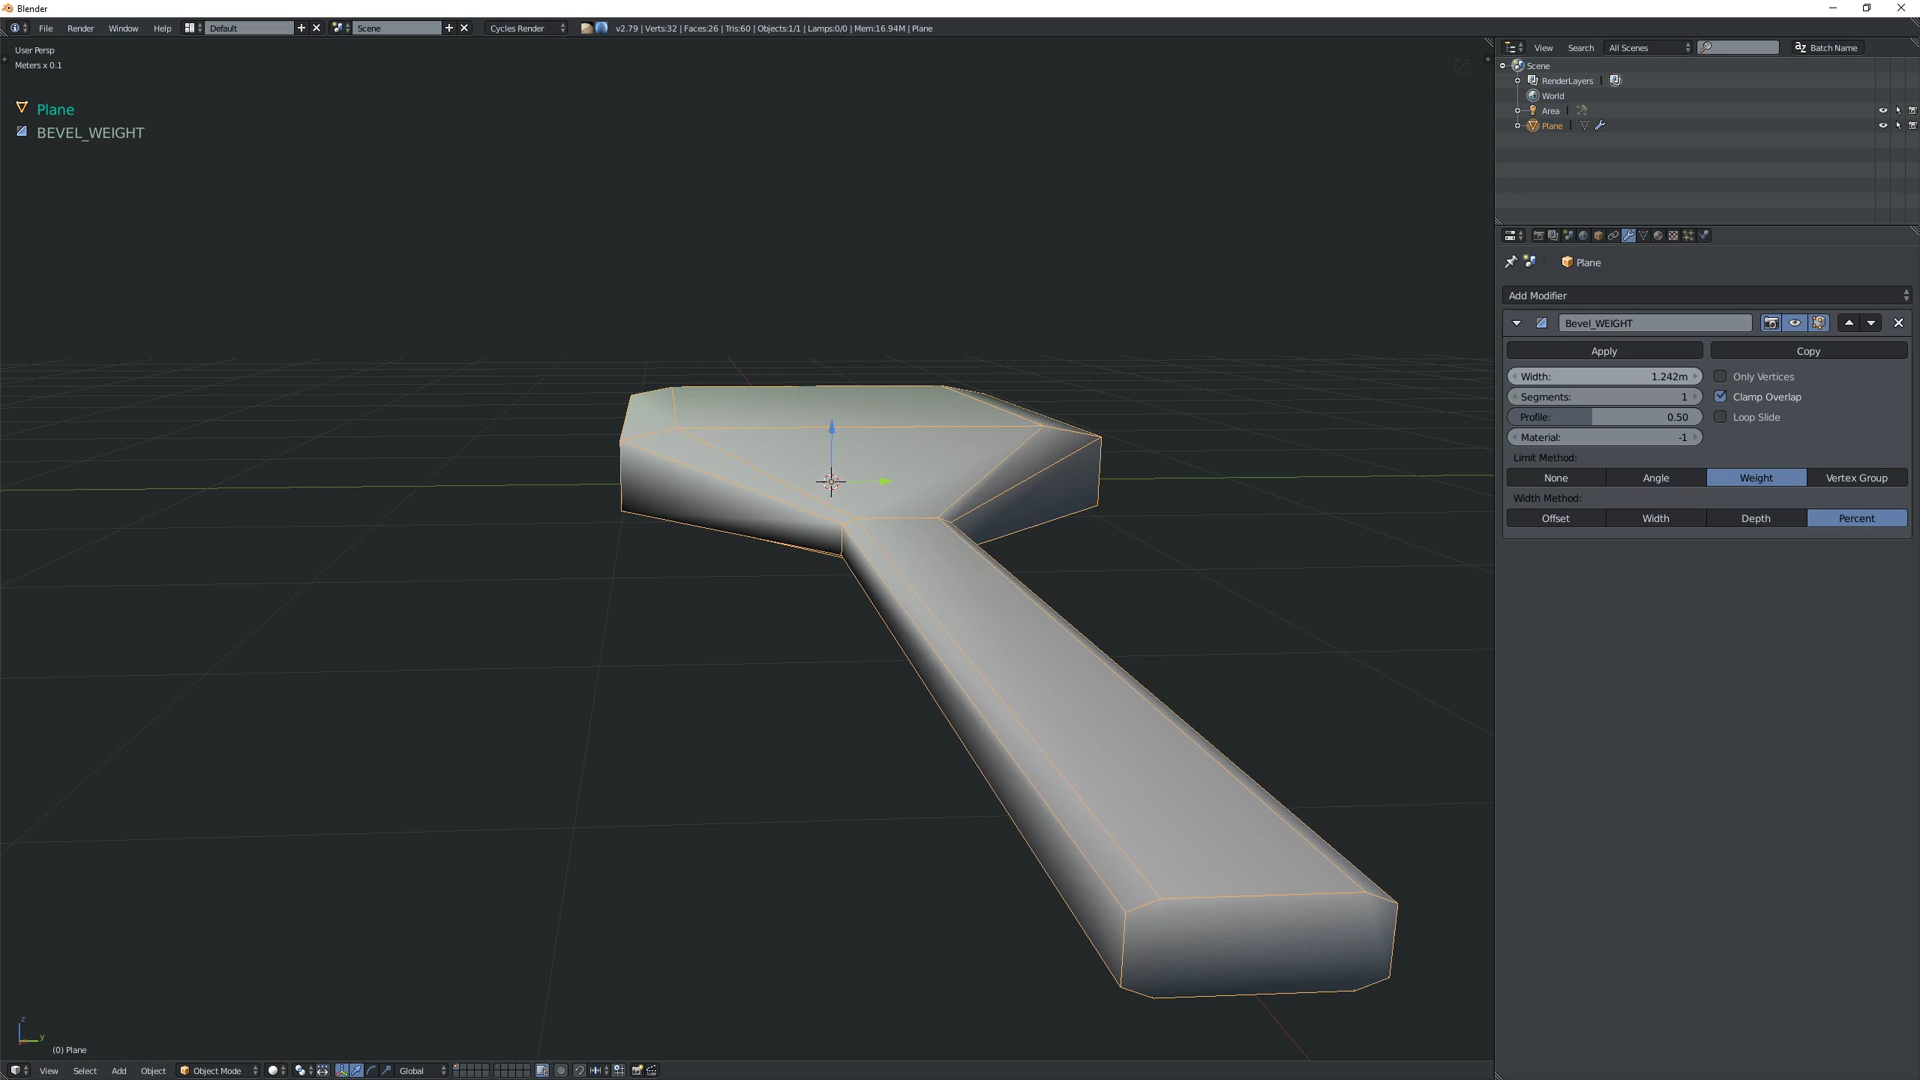 Blender
File Render Window Help Default Scene Cycles Render v2.79 | Verts:32 | Faces:26 | Tris:60 | Objects:1/1 | Lamps:0/0 | Mem:16.94M | Plane
User Persp
Meters x 0.1
Plane
BEVEL_WEIGHT
View Search All Scenes Batch Name
Scene
RenderLayers
World
Area
Plane
Plane
Add Modifier
Bevel_WEIGHT
Apply Copy
Width: 1.242m Only Vertices
Segments: 1 Clamp Overlap
Profile: 0.50 Loop Slide
Material: -1
Limit Method:
None Angle Weight Vertex Group
Width Method:
Offset Width Depth Percent
z
y
(0) Plane
View Select Add Object Object Mode Global